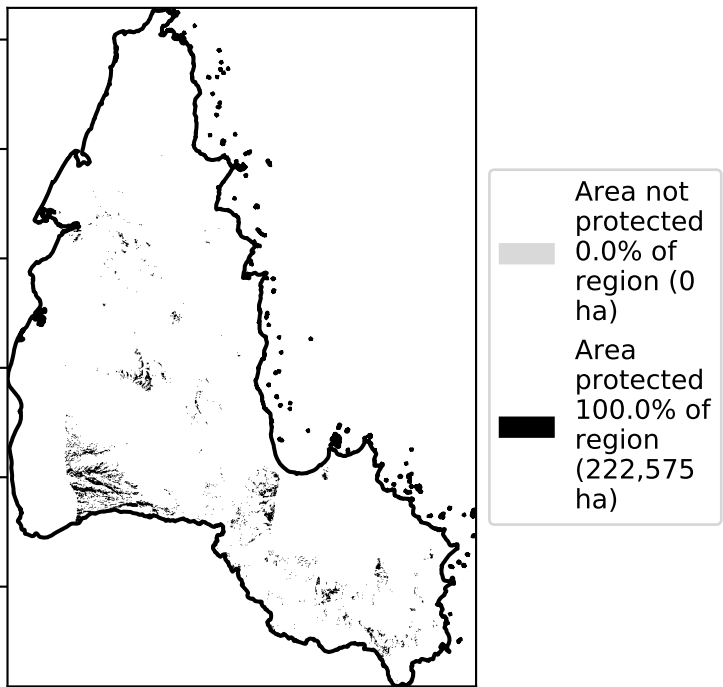 Area not
protected
0.0% of
region (0
ha)
Area
protected
100.0% of
region
(222,575
ha)